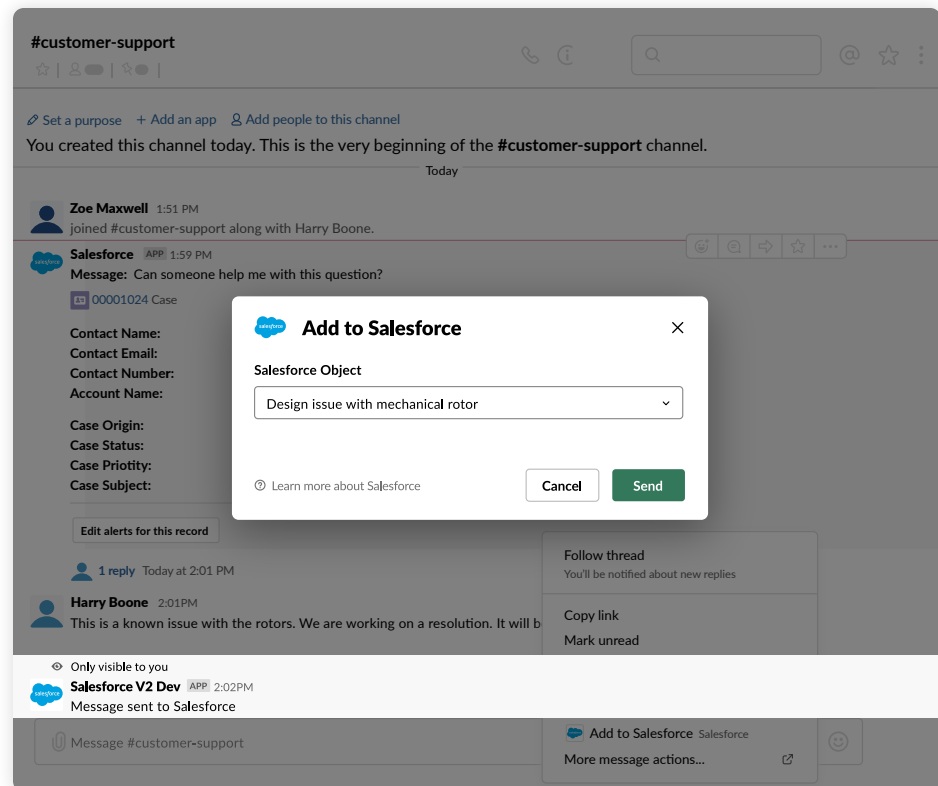 #customer-support
Set a purpose + Add an app Add people to this channel
You created this channel today. This is the very beginning of the #customer-support channel.
Today
Zoe Maxwell 1:51 PM
joined #customer-support along with Harry Boone.
Salesforce APP 1:59 PM
Message: Can someone help me with this question?
00001024 Case
Contact Name:
Contact Email:
Contact Number:
Account Name:
Case Origin:
Case Status:
Case Priotity:
Case Subject:
Edit alerts for this record
1 reply Today at 2:01 PM
Harry Boone 2:01PM
This is a known issue with the rotors. We are working on a resolution. It will b
salesforce Add to Salesforce
Salesforce Object
Design issue with mechanical rotor
Learn more about Salesforce
Cancel
Send
Follow thread
You'll be notified about new replies
Copy link
Mark unread
Only visible to you
salesforce Salesforce V2 Dev APP 2:02PM
Message sent to Salesforce
Add to Salesforce Salesforce
More message actions...
Message #customer-support